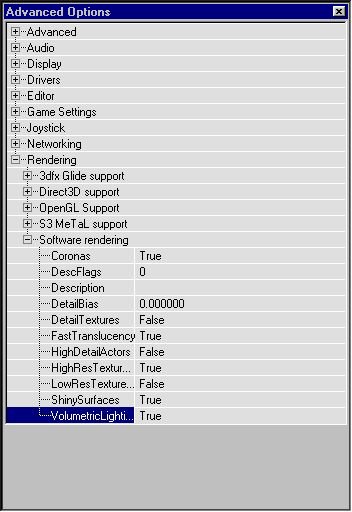 Advanced Options
Advanced
Audio
Display
Drivers
Editor
Game Settings
Joystick
Networking
Rendering
3dfx Glide support
Direct3D support
OpenGL Support
S3 MeTaL support
Software rendering
Coronas True
DescFlags 0
Description
DetailBias 0.000000
DetailTextures False
FastTranslucency True
HighDetailActors False
HighResTextur... True
LowResTexture... False
ShinySurfaces True
VolumetricLighti... True